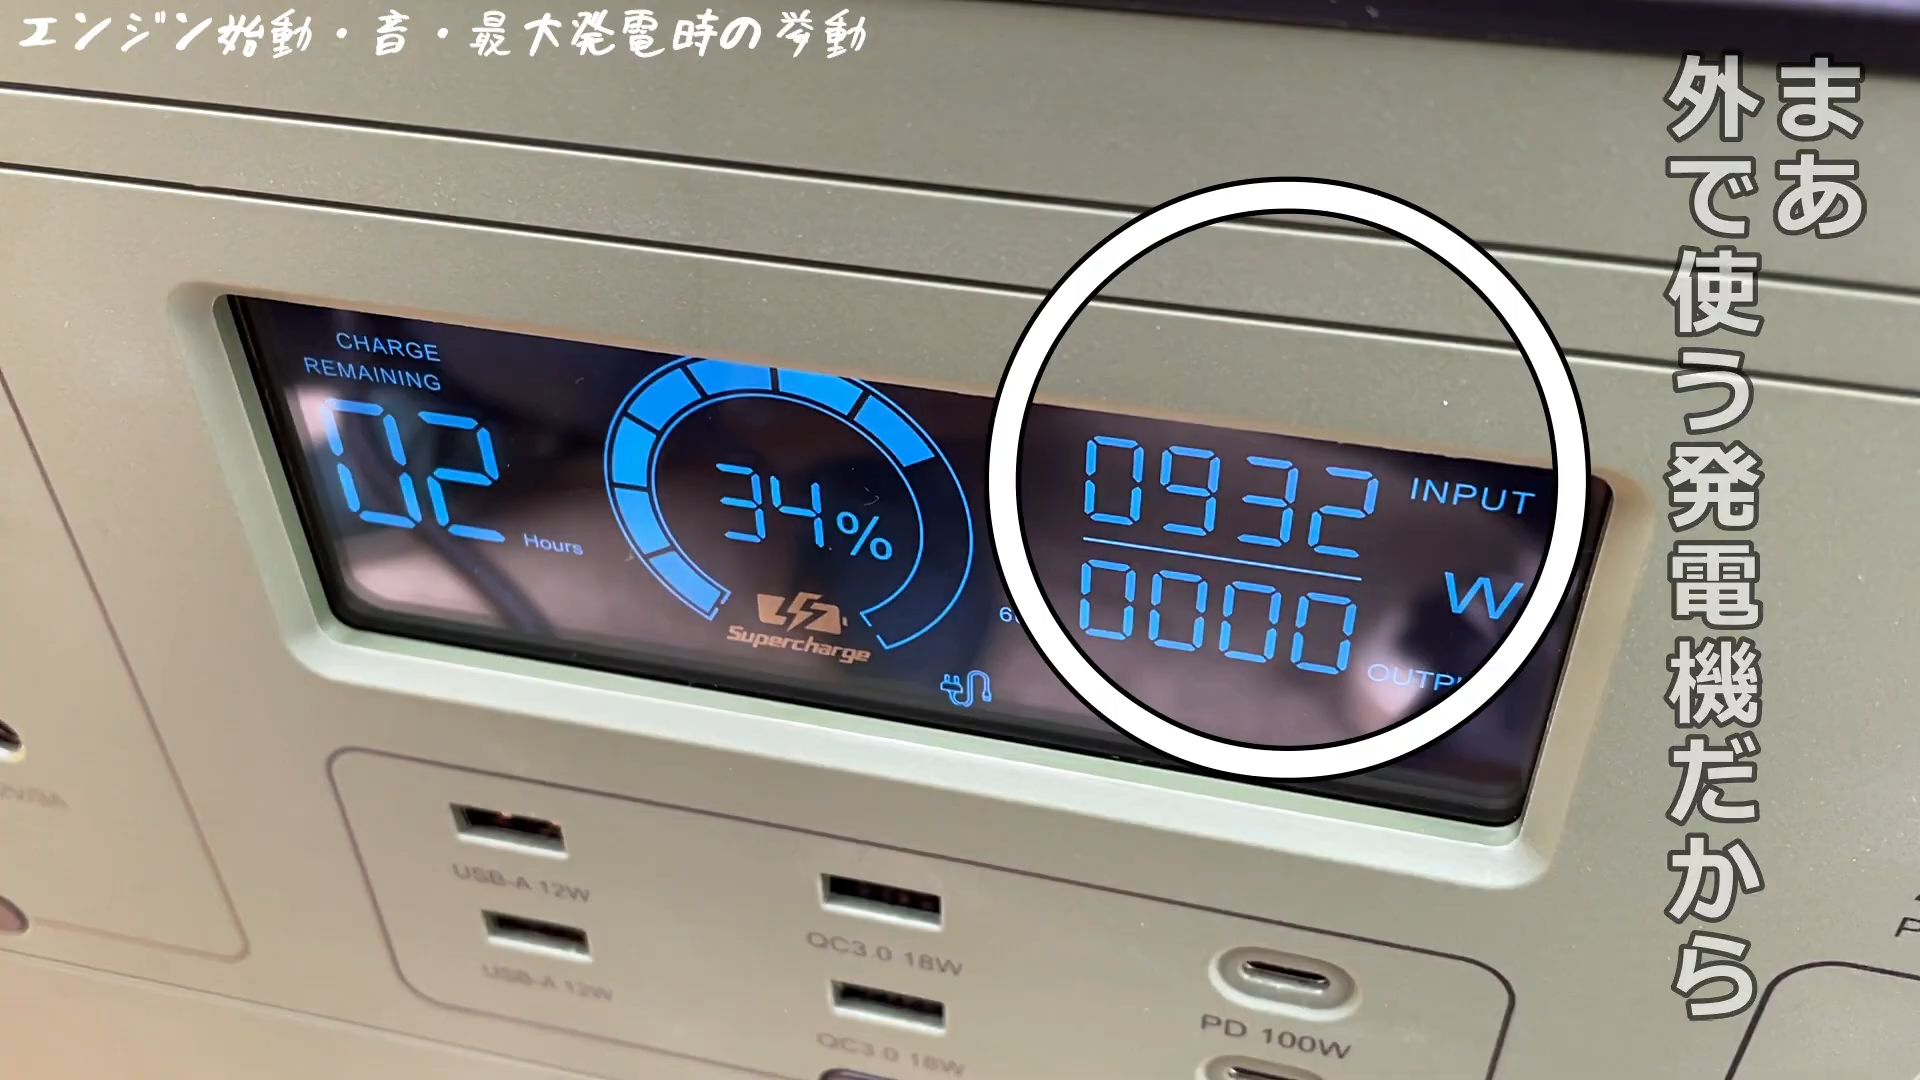 エンジン始動・音・最大発電時の挙動
まあ
外で使う発電機だから
CHARGE
REMAINING
02
Hours
34%
Supercharge
0932
INPUT
W
0000
USB-A 12W
USB-A 12W
QC3.0 18W
QC3.0 18W
PD 100W